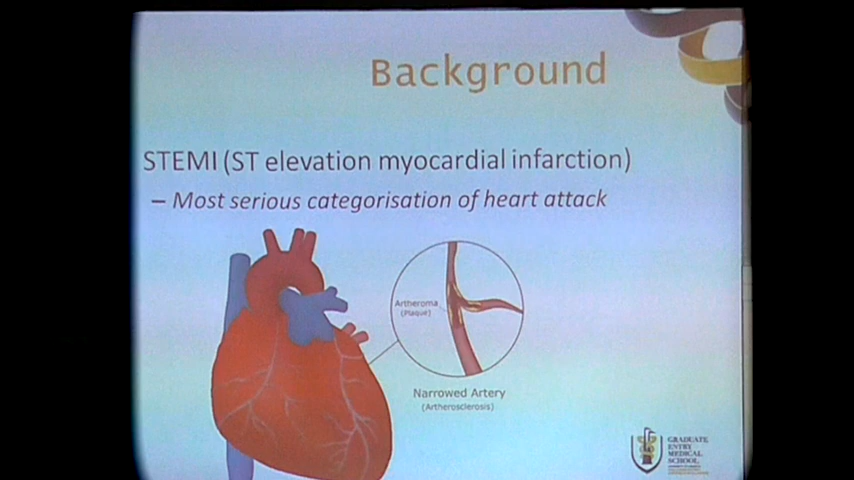 Background
STEMI (ST elevation myocardial infarction)
– Most serious categorisation of heart attack
Artheroma
(Plaque)
Narrowed Artery
(Artherosclerosis)
GRADUATE
ENTRY
MEDICAL
SCHOOL